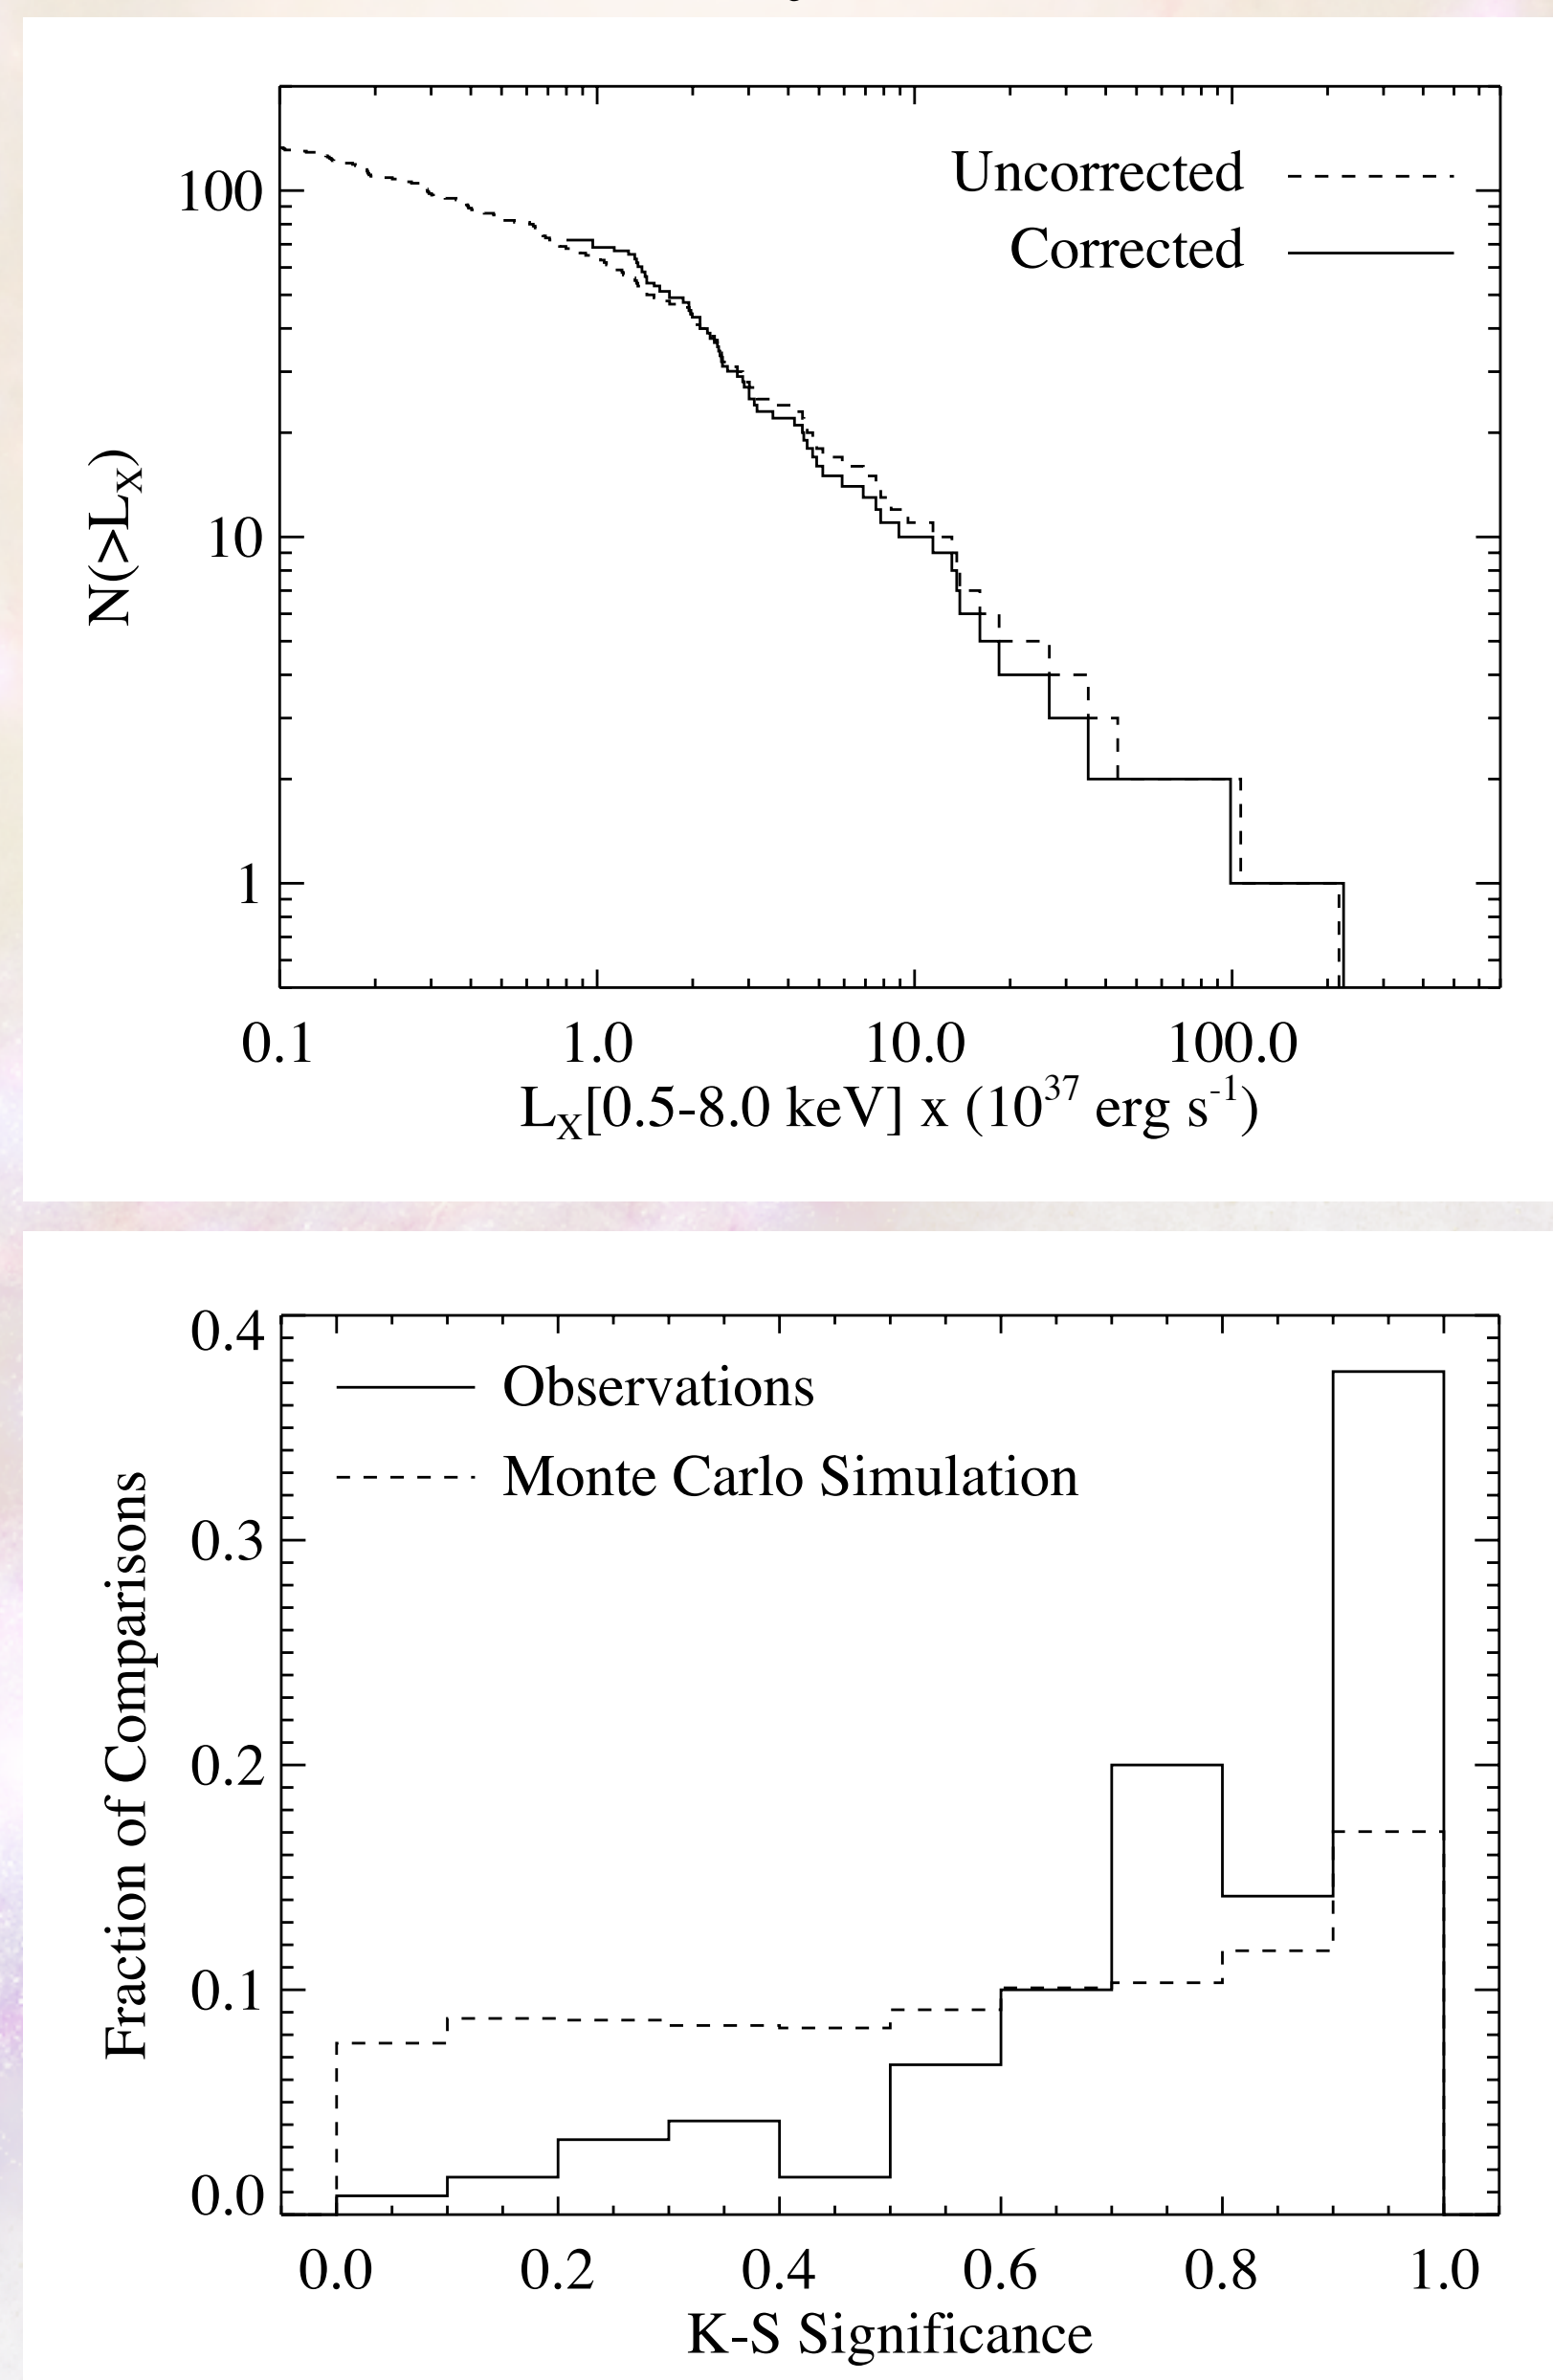 Uncorrected
Corrected
100
10
1
N(>L_X)
0.1 1.0 10.0 100.0
L_X[0.5-8.0 keV] x (10^37 erg s^-1)
0.4
Observations
Monte Carlo Simulation
0.3
0.2
0.1
0.0
Fraction of Comparisons
0.0 0.2 0.4 0.6 0.8 1.0
K-S Significance